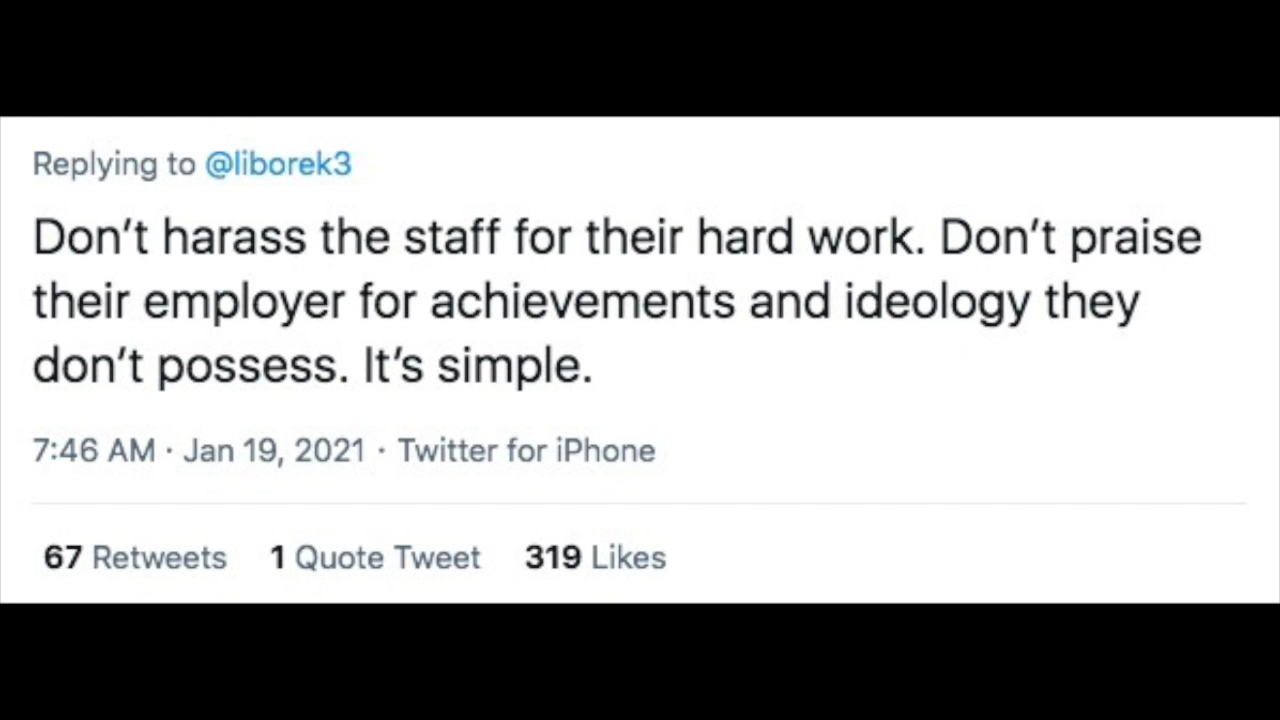 Replying to @liborek3
Don’t harass the staff for their hard work. Don’t praise
their employer for achievements and ideology they
don’t possess. It’s simple.
7:46 AM · Jan 19, 2021 · Twitter for iPhone
67 Retweets 1 Quote Tweet 319 Likes